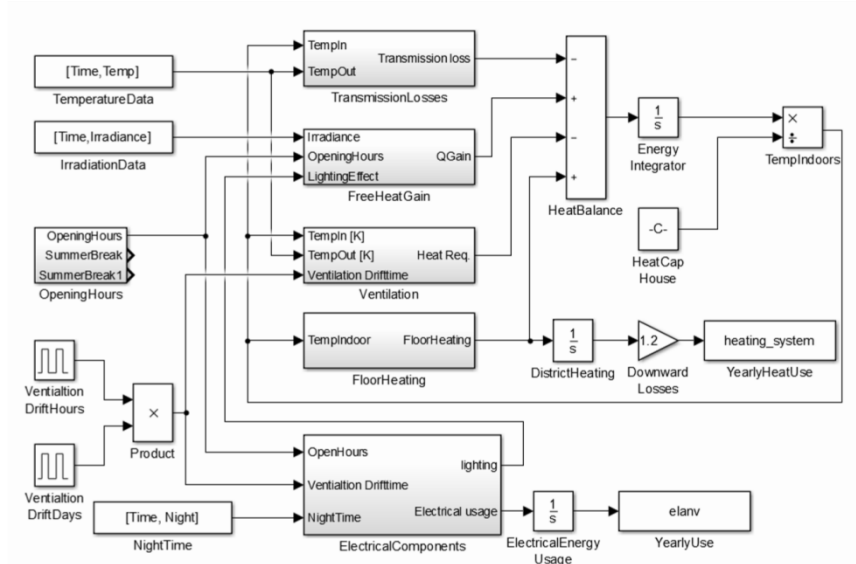 TempIn
TempOut
Transmission loss
TransmissionLosses
[Time,Temp]
TemperatureData
[Time,Irradiance]
IrradiationData
Irradiance
OpeningHours
LightingEffect
QGain
FreeHeatGain
−
+
−
+
HeatBalance
1
s
Energy
Integrator
×
÷
TempIndoors
-C-
HeatCap
House
OpeningHours
SummerBreak
SummerBreak1
OpeningHours
TempIn [K]
TempOut [K]
Ventilation Drifttime
Heat Req.
Ventilation
TempIndoor
FloorHeating
FloorHeating
1
s
DistrictHeating
1.2
Downward
Losses
heating_system
YearlyHeatUse
Ventialtion
DriftHours
×
Product
Ventialtion
DriftDays
[Time, Night]
NightTime
OpenHours
Ventialtion Drifttime
NightTime
lighting
Electrical usage
ElectricalComponents
1
s
ElectricalEnergy
Usage
elanv
YearlyUse